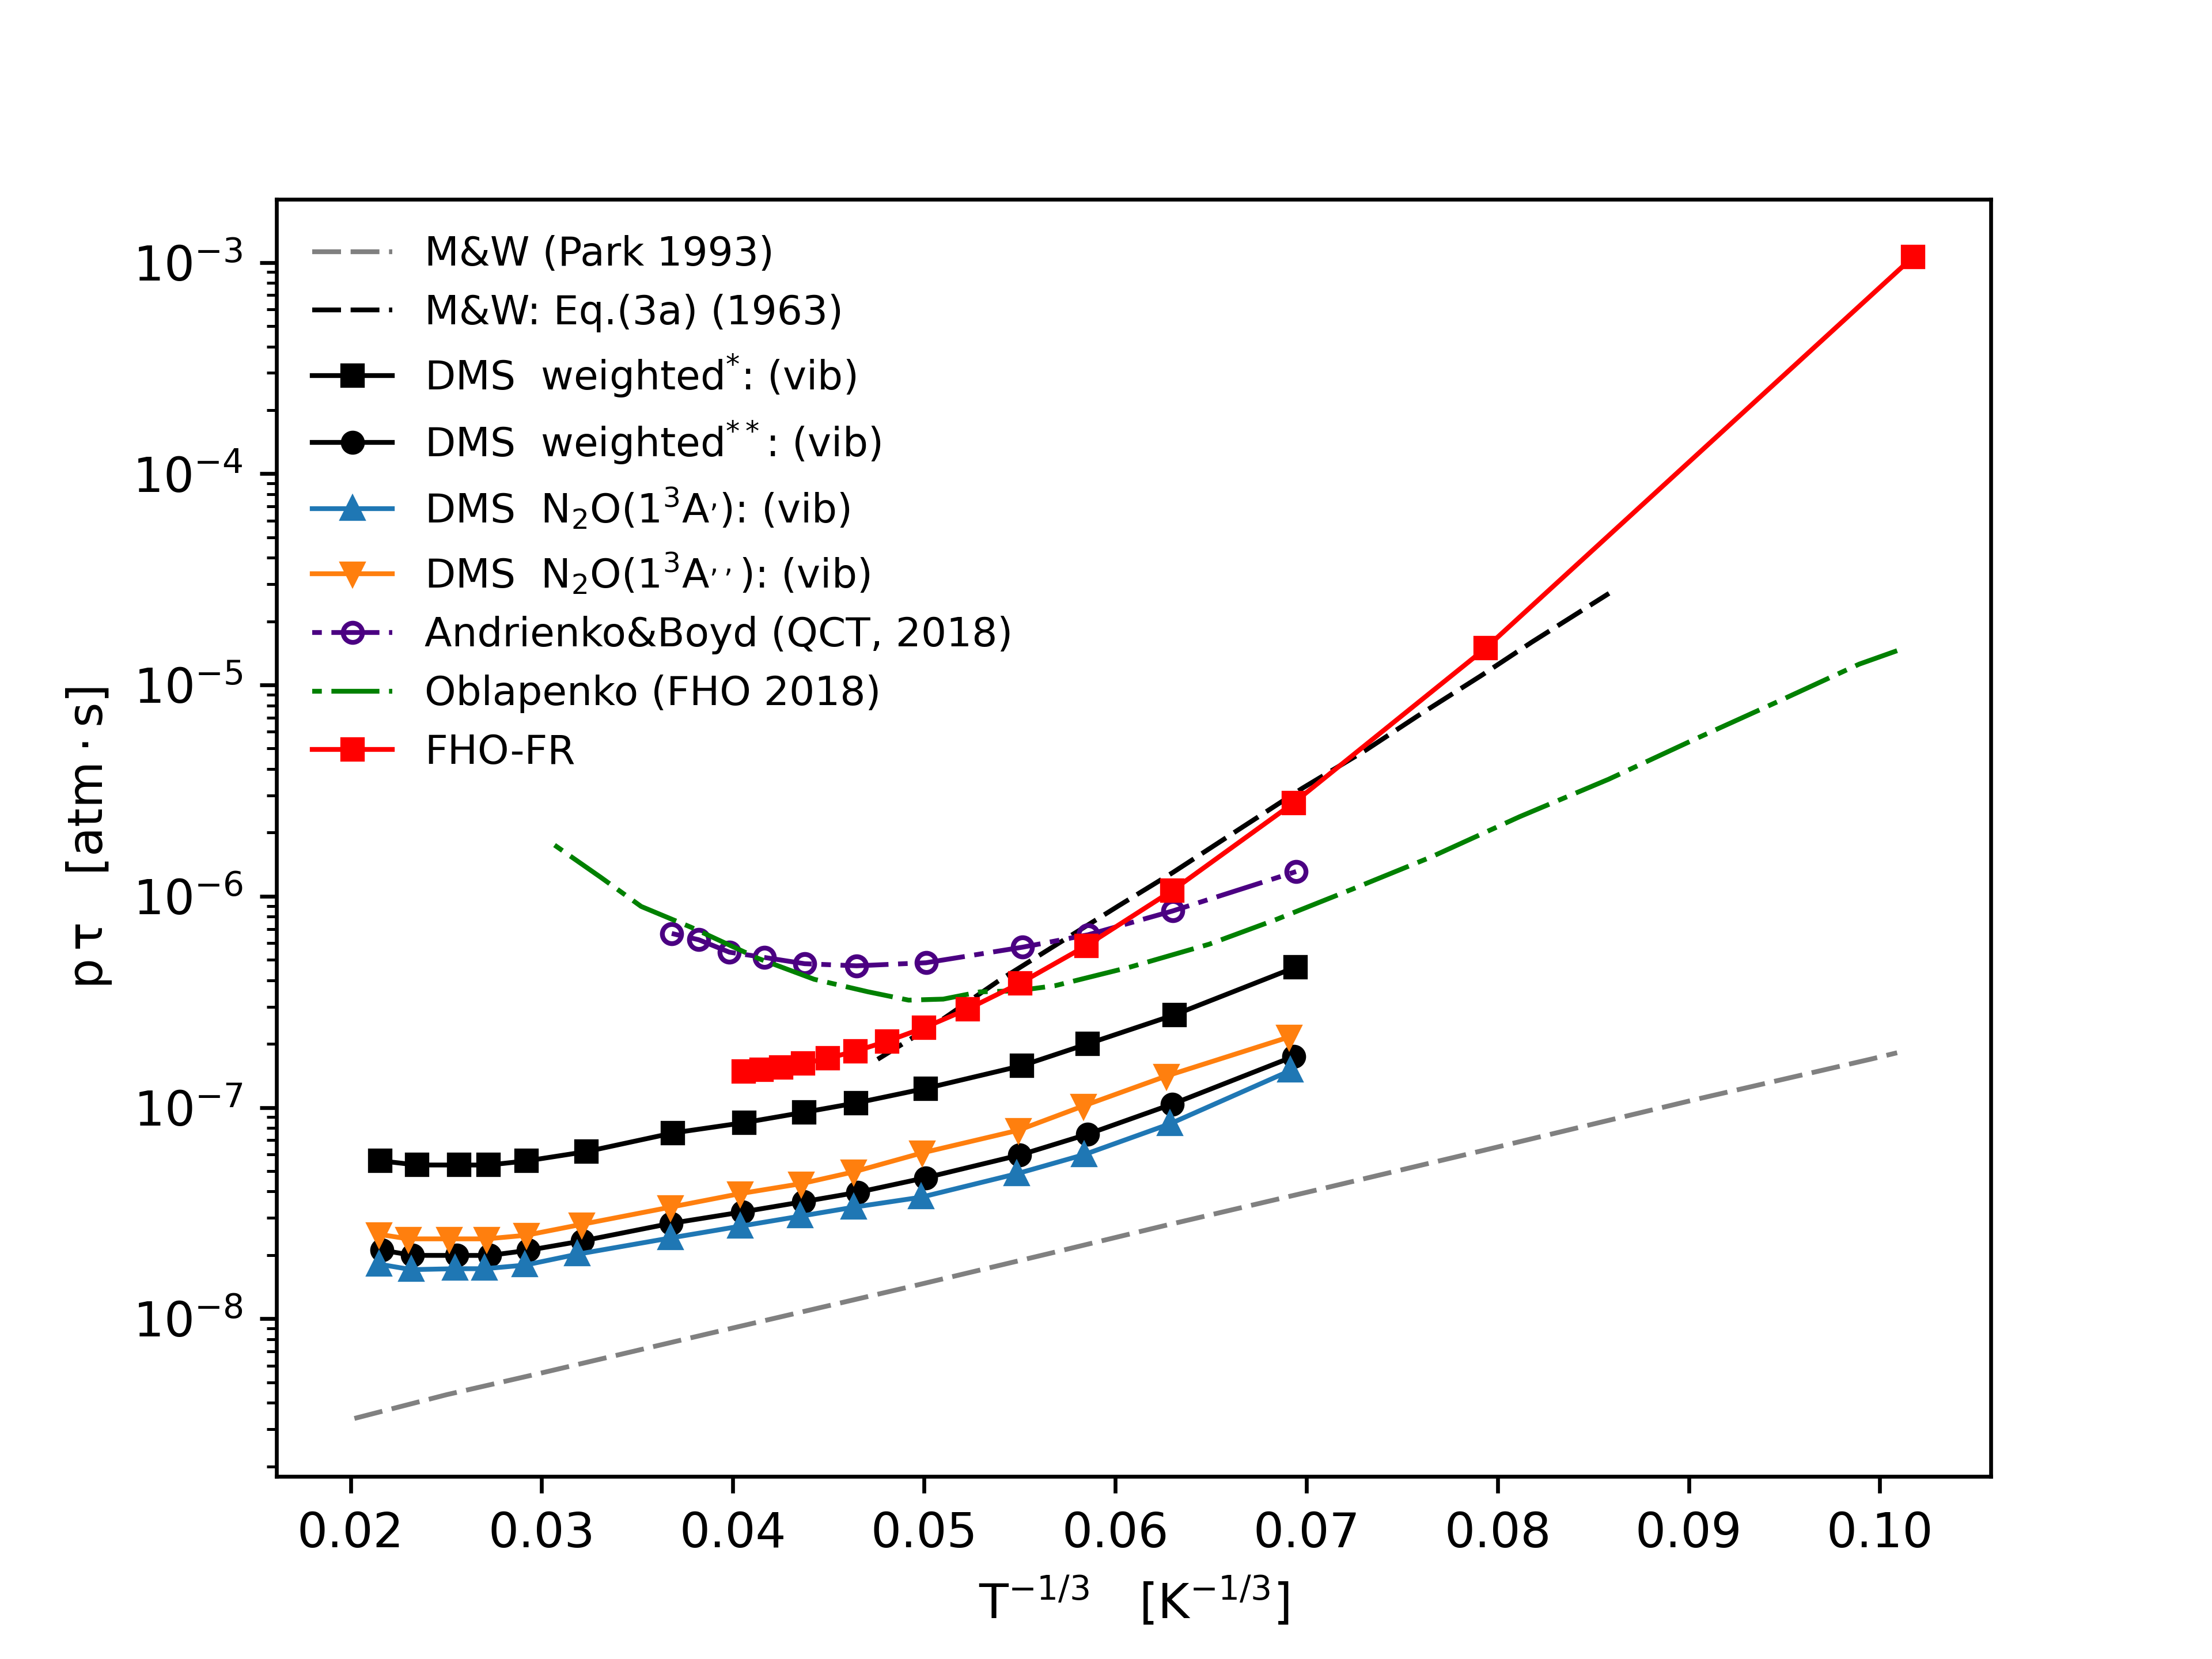 M&W (Park 1993)
M&W: Eq.(3a) (1963)
DMS weighted*: (vib)
DMS weighted**: (vib)
DMS N₂O(1³A′): (vib)
DMS N₂O(1³A′′): (vib)
Andrienko&Boyd (QCT, 2018)
Oblapenko (FHO 2018)
FHO-FR
10⁻³
10⁻⁴
10⁻⁵
10⁻⁶
10⁻⁷
10⁻⁸
p τ [atm · s]
0.02 0.03 0.04 0.05 0.06 0.07 0.08 0.09 0.10
T⁻¹/³ [K⁻¹/³]